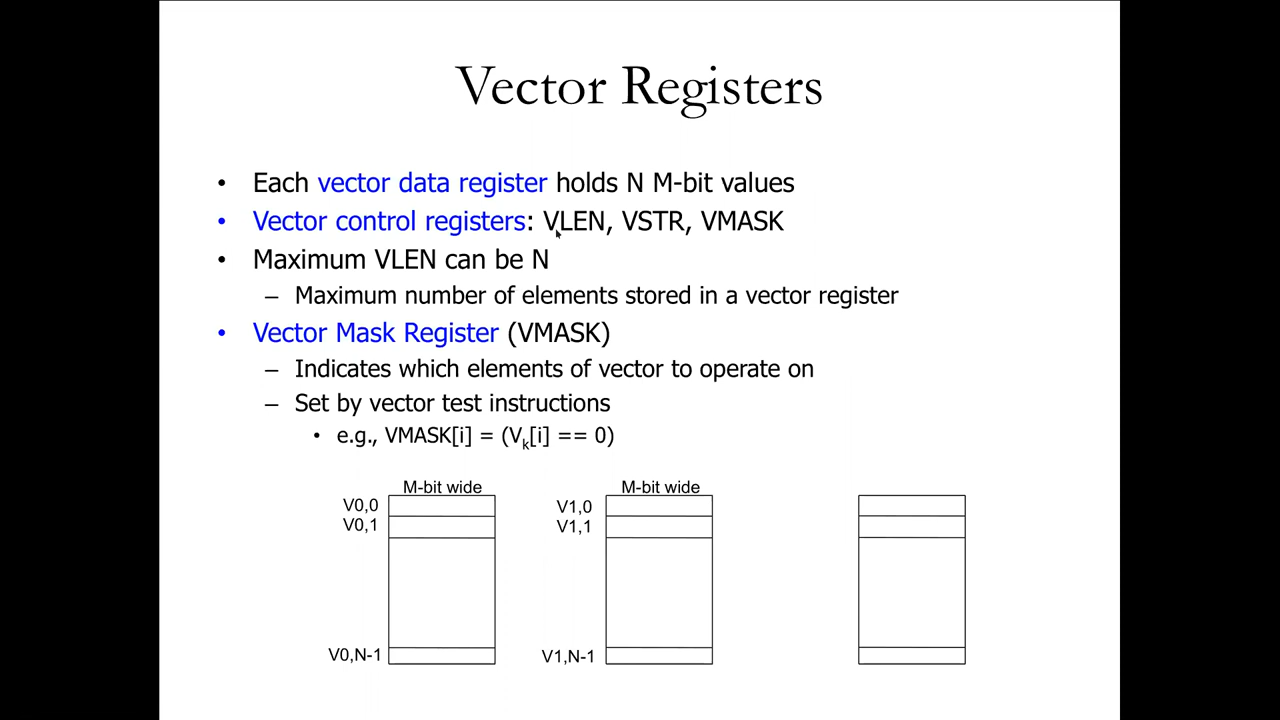 Vector Registers
• Each vector data register holds N M-bit values
• Vector control registers: VLEN, VSTR, VMASK
• Maximum VLEN can be N
– Maximum number of elements stored in a vector register
• Vector Mask Register (VMASK)
– Indicates which elements of vector to operate on
– Set by vector test instructions
• e.g., VMASK[i] = (Vk[i] == 0)
M-bit wide M-bit wide
V0,0 V1,0
V0,1 V1,1
V0,N-1 V1,N-1